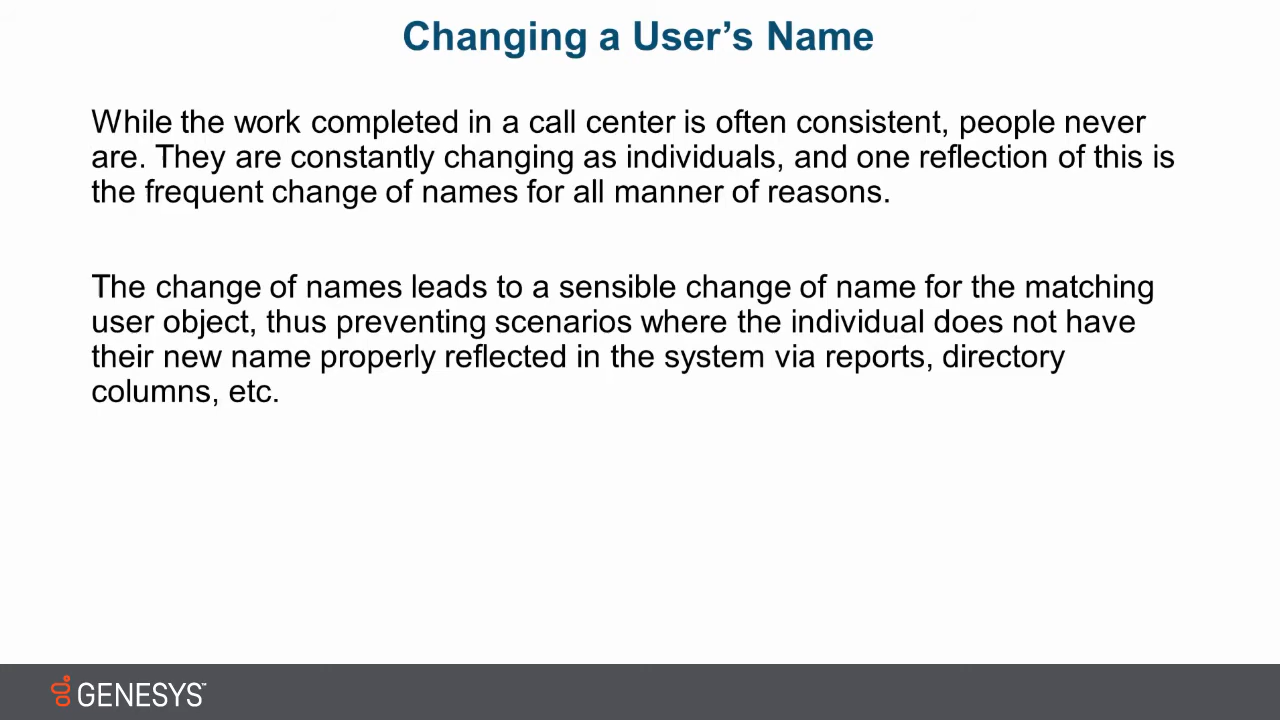 Changing a User’s Name
While the work completed in a call center is often consistent, people never
are. They are constantly changing as individuals, and one reflection of this is
the frequent change of names for all manner of reasons.
The change of names leads to a sensible change of name for the matching
user object, thus preventing scenarios where the individual does not have
their new name properly reflected in the system via reports, directory
columns, etc.
GENESYS™